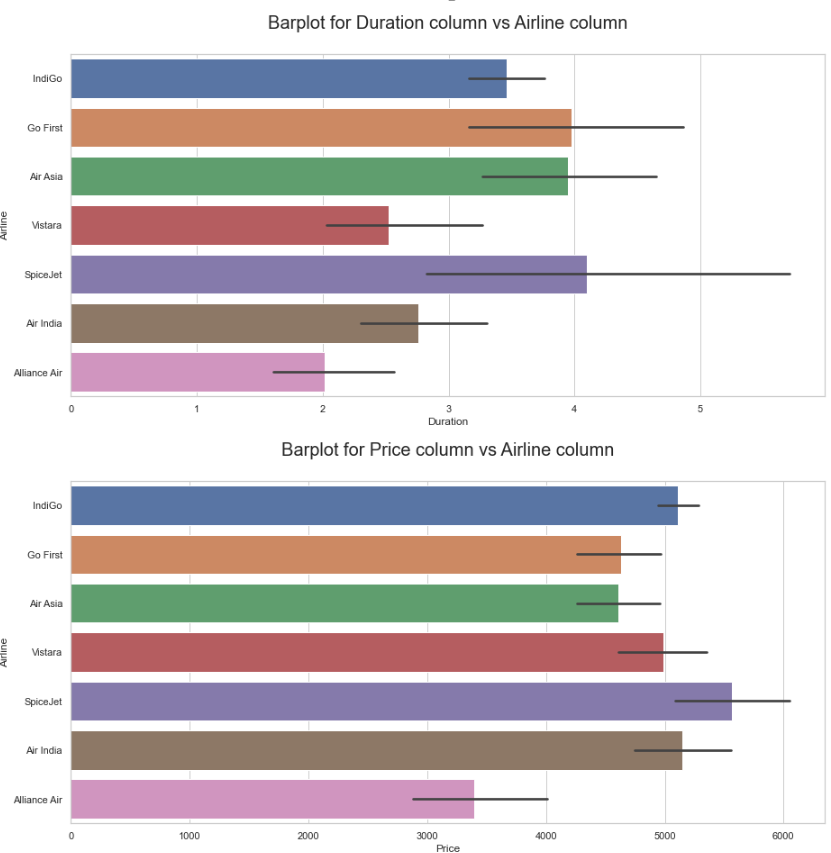 Barplot for Duration column vs Airline column
IndiGo
Go First
Air Asia
Vistara
SpiceJet
Air India
Alliance Air
Airline
0 1 2 3 4 5
Duration
Barplot for Price column vs Airline column
IndiGo
Go First
Air Asia
Vistara
SpiceJet
Air India
Alliance Air
Airline
0 1000 2000 3000 4000 5000 6000
Price